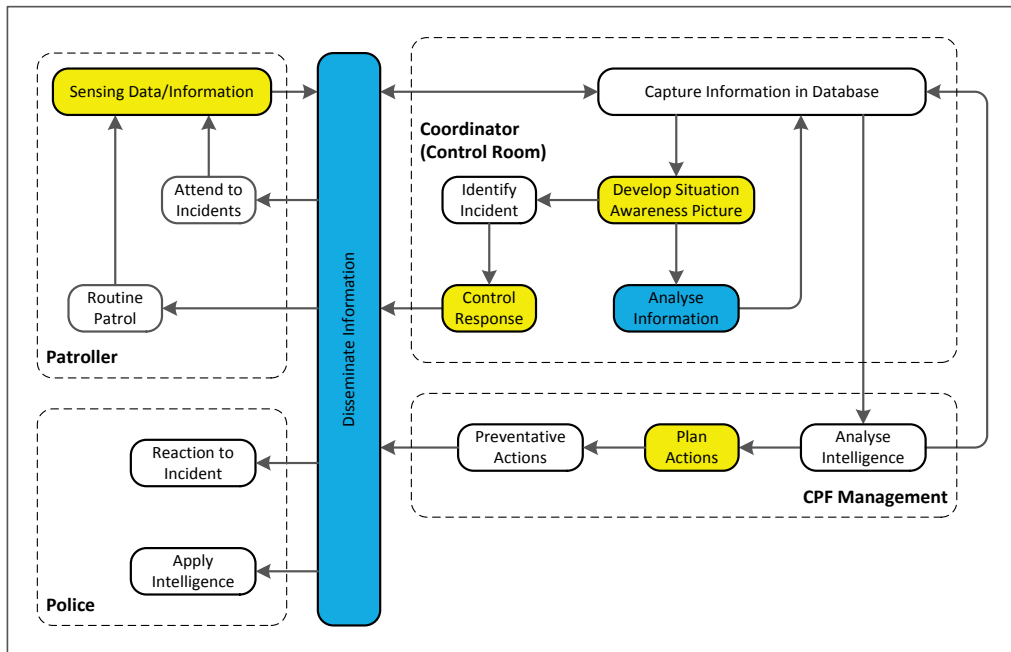 Sensing Data/Information
Attend to
Incidents
Routine
Patrol
Patroller
Reaction to
Incident
Apply
Intelligence
Police
Disseminate Information
Capture Information in Database
Coordinator
(Control Room)
Identify
Incident
Develop Situation
Awareness Picture
Control
Response
Analyse
Information
Preventative
Actions
Plan
Actions
Analyse
Intelligence
CPF Management